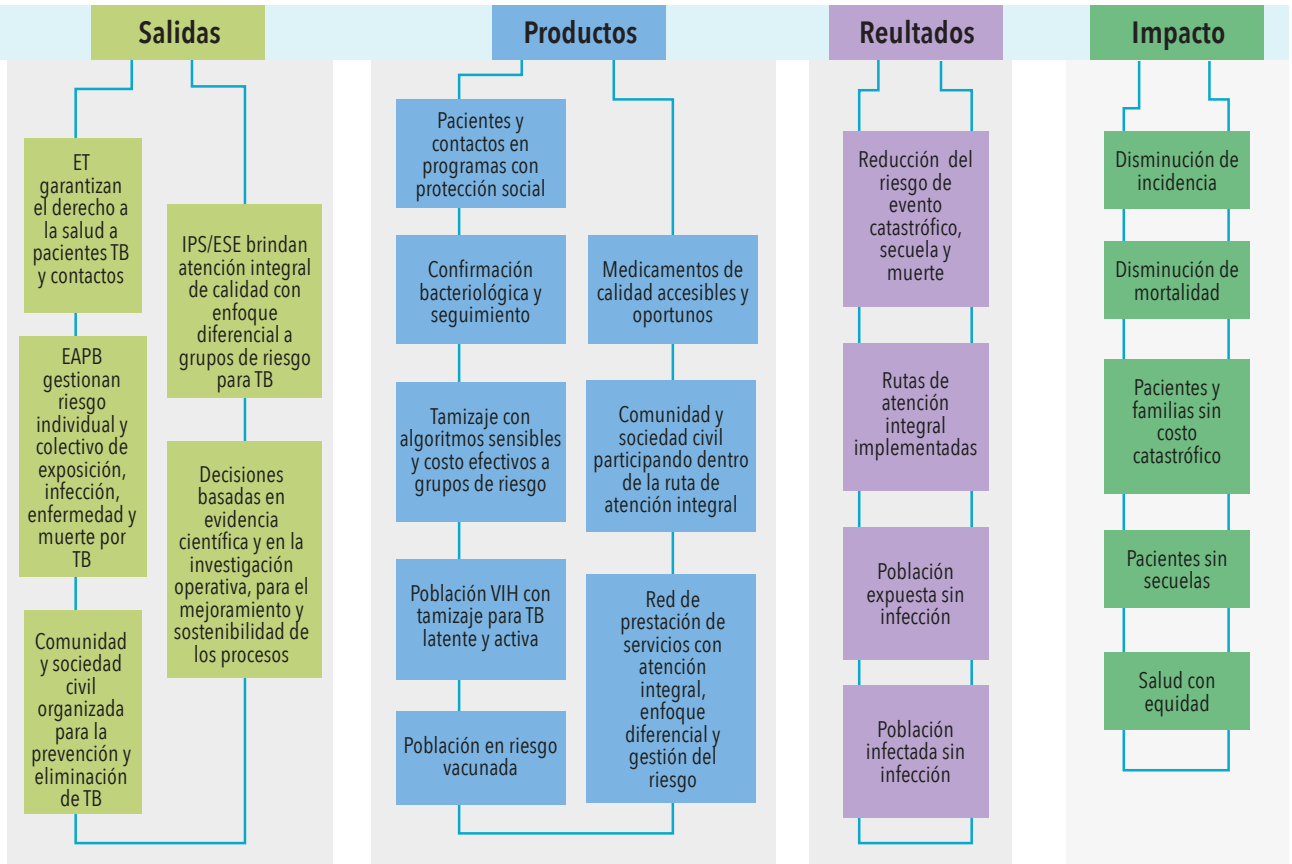 Salidas
ET
garantizan
el derecho a
la salud a
pacientes TB
y contactos
EAPB
gestionan
riesgo
individual y
colectivo de
exposición,
infección,
enfermedad y
muerte por
TB
Comunidad
y sociedad
civil
organizada
para la
prevención y
eliminación
de TB
IPS/ESE brindan
atención integral
de calidad con
enfoque
diferencial a
grupos de riesgo
para TB
Decisiones
basadas en
evidencia
científica y en la
investigación
operativa, para el
mejoramiento y
sostenibilidad de
los procesos
Productos
Pacientes y
contactos en
programas con
protección social
Confirmación
bacteriológica y
seguimiento
Tamizaje con
algoritmos sensibles
y costo efectivos a
grupos de riesgo
Población VIH con
tamizaje para TB
latente y activa
Población en riesgo
vacunada
Medicamentos de
calidad accesibles y
oportunos
Comunidad y
sociedad civil
participando dentro
de la ruta de
atención integral
Red de
prestación de
servicios con
atención
integral,
enfoque
diferencial y
gestión del
riesgo
Reultados
Reducción del
riesgo de
evento
catastrófico,
secuela y
muerte
Rutas de
atención
integral
implementadas
Población
expuesta sin
infección
Población
infectada sin
infección
Impacto
Disminución de
incidencia
Disminución de
mortalidad
Pacientes y
familias sin
costo
catastrófico
Pacientes sin
secuelas
Salud con
equidad